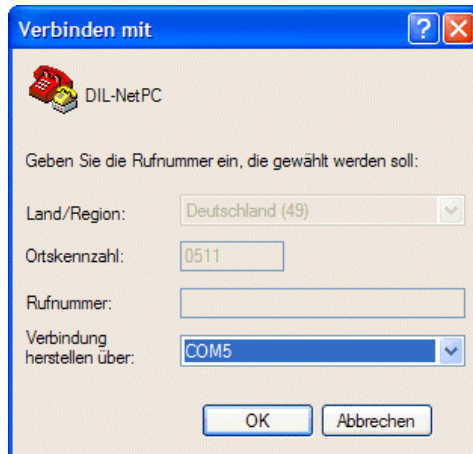 Verbinden mit
DIL-NetPC
Geben Sie die Rufnummer ein, die gewählt werden soll:
Land/Region: Deutschland (49)
Ortskennzahl: 0511
Rufnummer:
Verbindung
herstellen über: COM5
OK Abbrechen